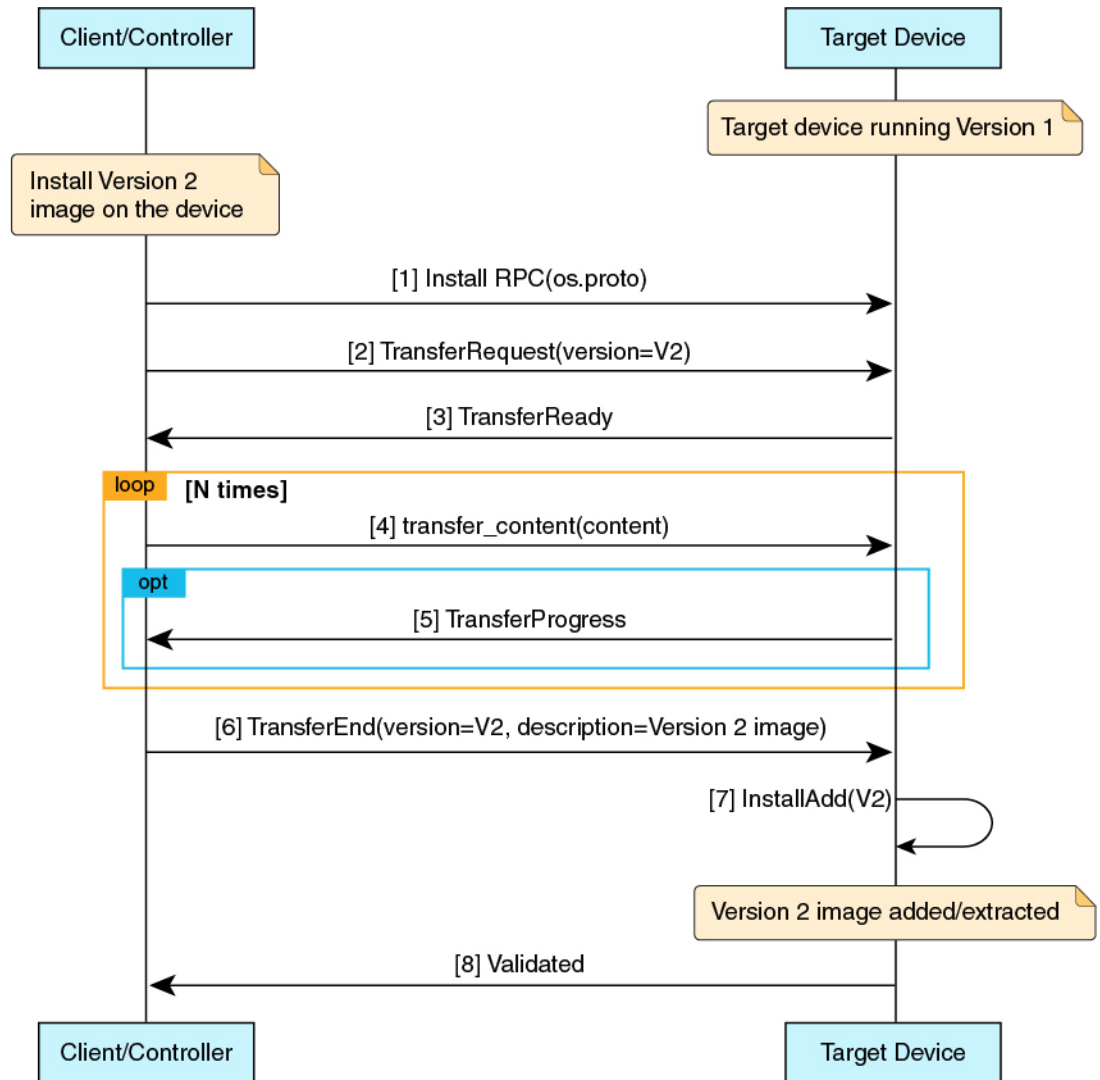 Client/Controller
Target Device
Target device running Version 1
Install Version 2
image on the device
[1] Install RPC(os.proto)
[2] TransferRequest(version=V2)
[3] TransferReady
loop
[N times]
[4] transfer_content(content)
opt
[5] TransferProgress
[6] TransferEnd(version=V2, description=Version 2 image)
[7] InstallAdd(V2)
Version 2 image added/extracted
[8] Validated
Client/Controller
Target Device